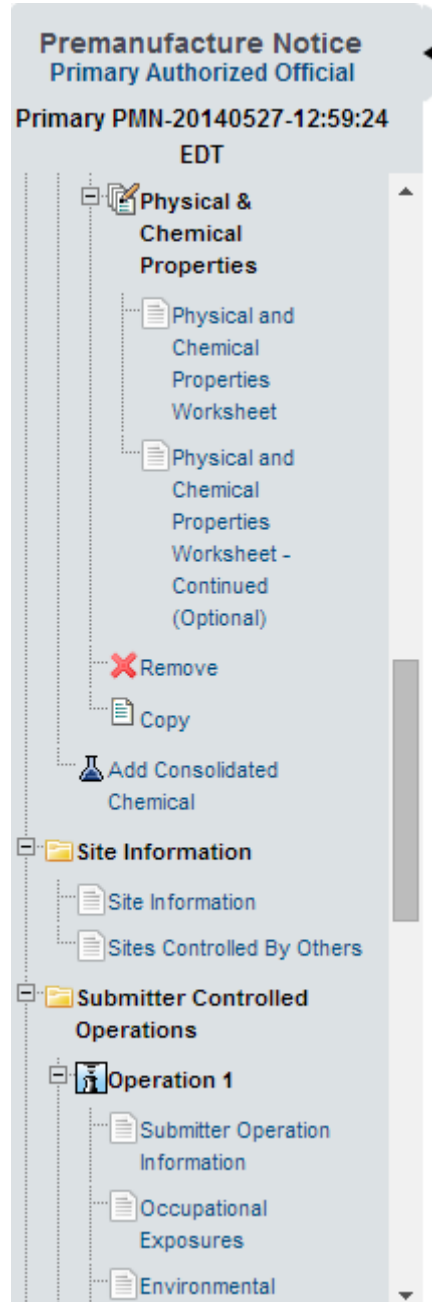 Premanufacture Notice
Primary Authorized Official
Primary PMN-20140527-12:59:24
EDT
Physical &
Chemical
Properties
Physical and
Chemical
Properties
Worksheet
Physical and
Chemical
Properties
Worksheet -
Continued
(Optional)
Remove
Copy
Add Consolidated
Chemical
Site Information
Site Information
Sites Controlled By Others
Submitter Controlled
Operations
Operation 1
Submitter Operation
Information
Occupational
Exposures
Environmental